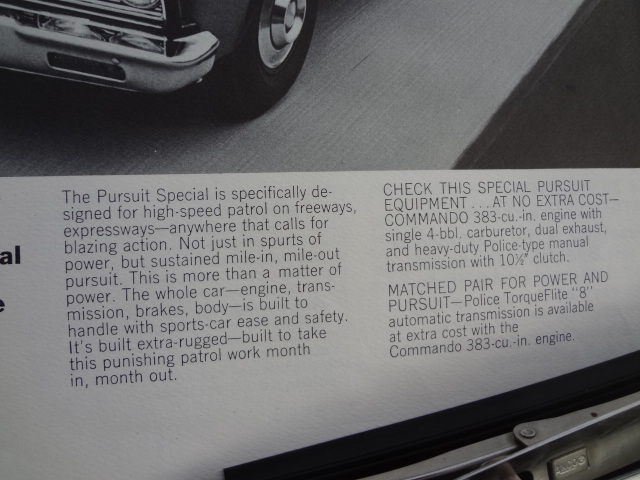 The Pursuit Special is specifically de-
signed for high-speed patrol on freeways,
expressways—anywhere that calls for
blazing action. Not just in spurts of
power, but sustained mile-in, mile-out
pursuit. This is more than a matter of
power. The whole car—engine, trans-
mission, brakes, body—is built to
handle with sports-car ease and safety.
It's built extra-rugged—built to take
this punishing patrol work month
in, month out.
CHECK THIS SPECIAL PURSUIT
EQUIPMENT . . . AT NO EXTRA COST—
COMMANDO 383-cu.-in. engine with
single 4-bbl. carburetor, dual exhaust,
and heavy-duty Police-type manual
transmission with 10½" clutch.
MATCHED PAIR FOR POWER AND
PURSUIT—Police TorqueFlite "8"
automatic transmission is available
at extra cost with the
Commando 383-cu.-in. engine.
al
e